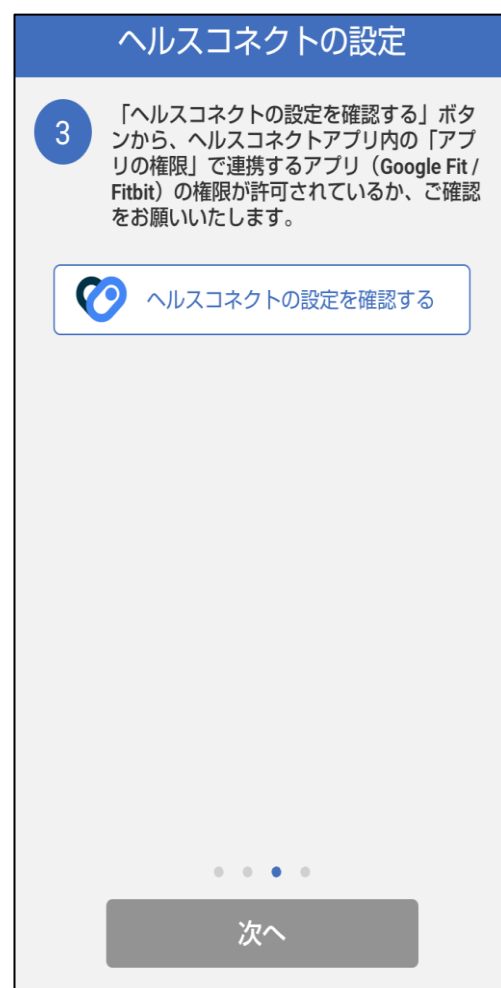 ヘルスコネクトの設定
3
「ヘルスコネクトの設定を確認する」ボタ
ンから、ヘルスコネクトアプリ内の「アプ
リの権限」で連携するアプリ（Google Fit /
Fitbit）の権限が許可されているか、ご確認
をお願いいたします。
ヘルスコネクトの設定を確認する
次へ